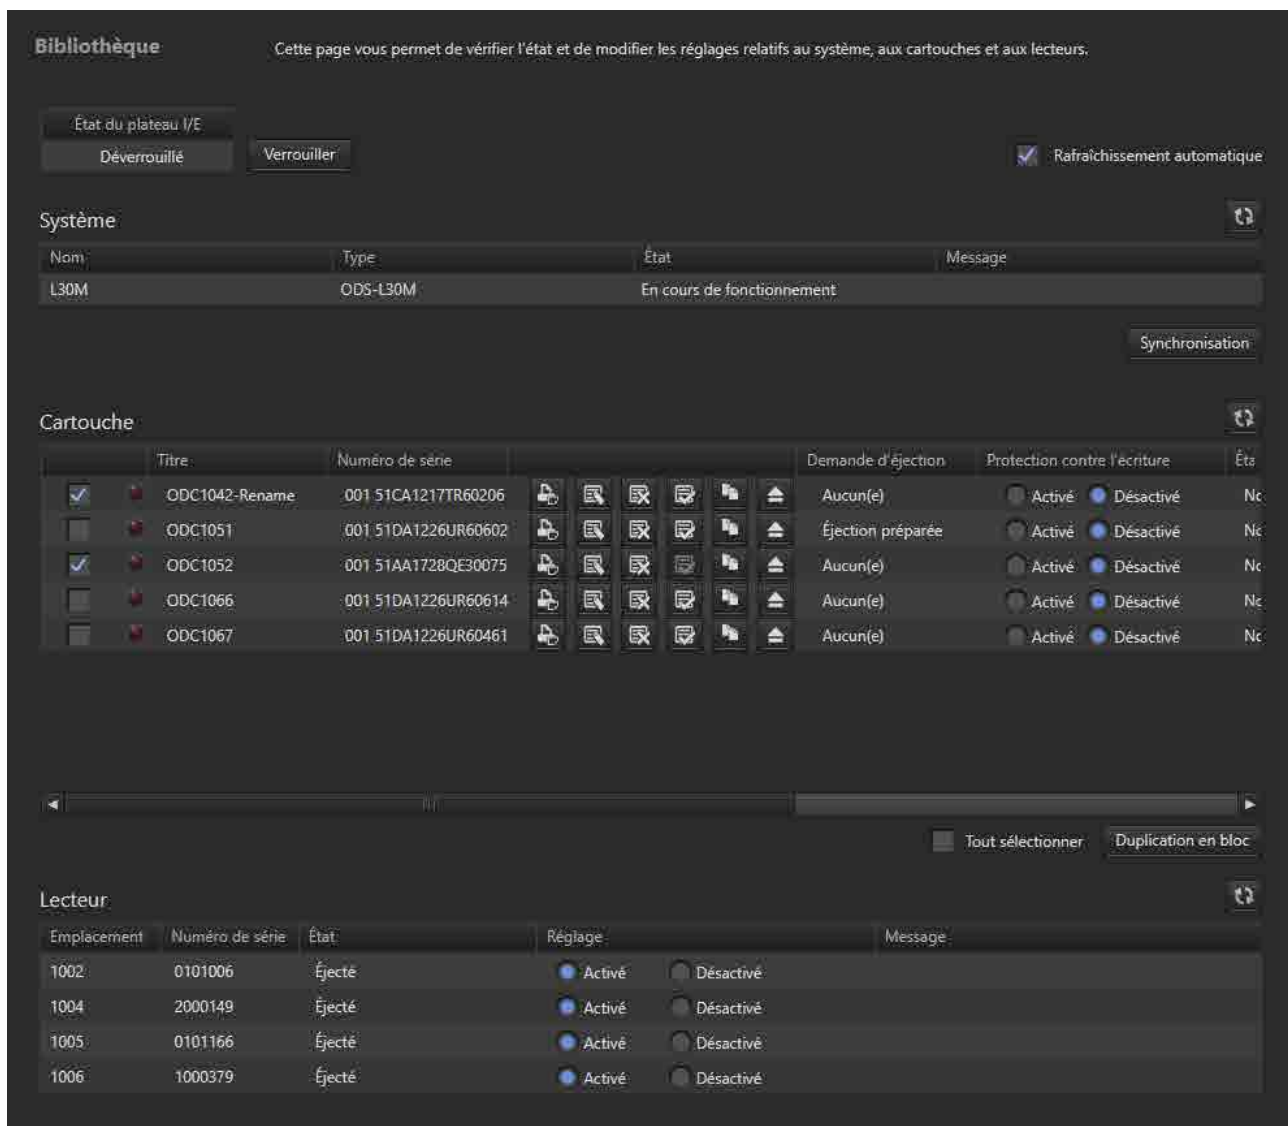 Bibliothèque Cette page vous permet de vérifier l'état et de modifier les réglages relatifs au système, aux cartouches et aux lecteurs.
État du plateau I/E
Déverrouillé Verrouiller Rafraîchissement automatique
Système
Nom Type État Message
L30M ODS-L30M En cours de fonctionnement
Synchronisation
Cartouche
Titre Numéro de série Demande d'éjection Protection contre l'écriture Éta
ODC1042-Rename 001 51CA1217TR60206 Aucun(e) Activé Désactivé No
ODC1051 001 51DA1226UR60602 Éjection préparée Activé Désactivé No
ODC1052 001 51AA1728QE30075 Aucun(e) Activé Désactivé No
ODC1066 001 51DA1226UR60614 Aucun(e) Activé Désactivé No
ODC1067 001 51DA1226UR60461 Aucun(e) Activé Désactivé No
Tout sélectionner Duplication en bloc
Lecteur
Emplacement Numéro de série État Réglage Message
1002 0101006 Éjecté Activé Désactivé
1004 2000149 Éjecté Activé Désactivé
1005 0101166 Éjecté Activé Désactivé
1006 1000379 Éjecté Activé Désactivé